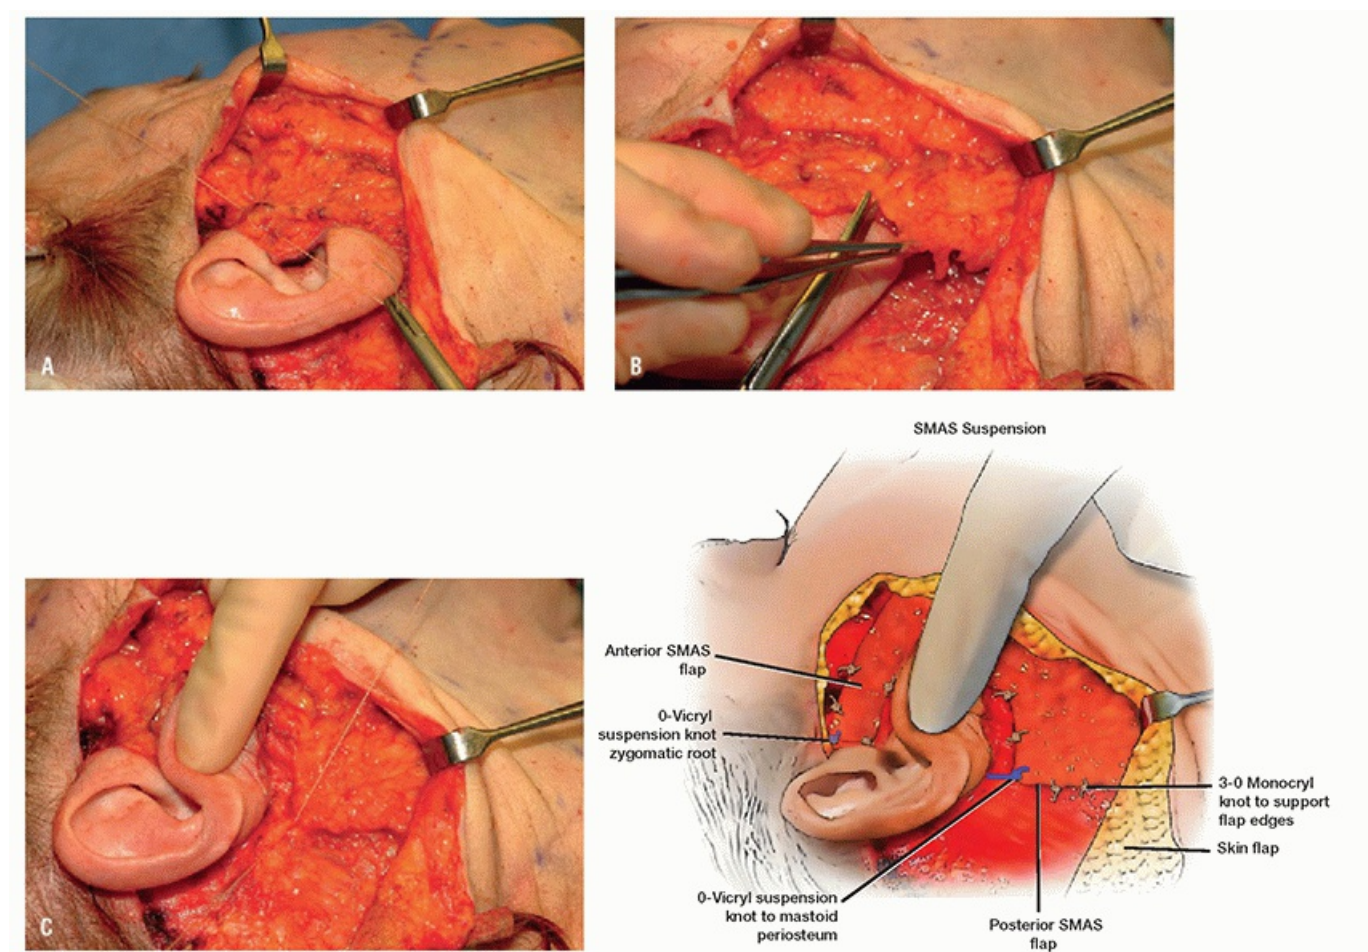 A
B
SMAS Suspension
Anterior SMAS
flap
0-Vicryl
suspension knot
zygomatic root
3-0 Monocryl
knot to support
flap edges
Skin flap
0-Vicryl suspension
knot to mastoid
periosteum
Posterior SMAS
flap
C